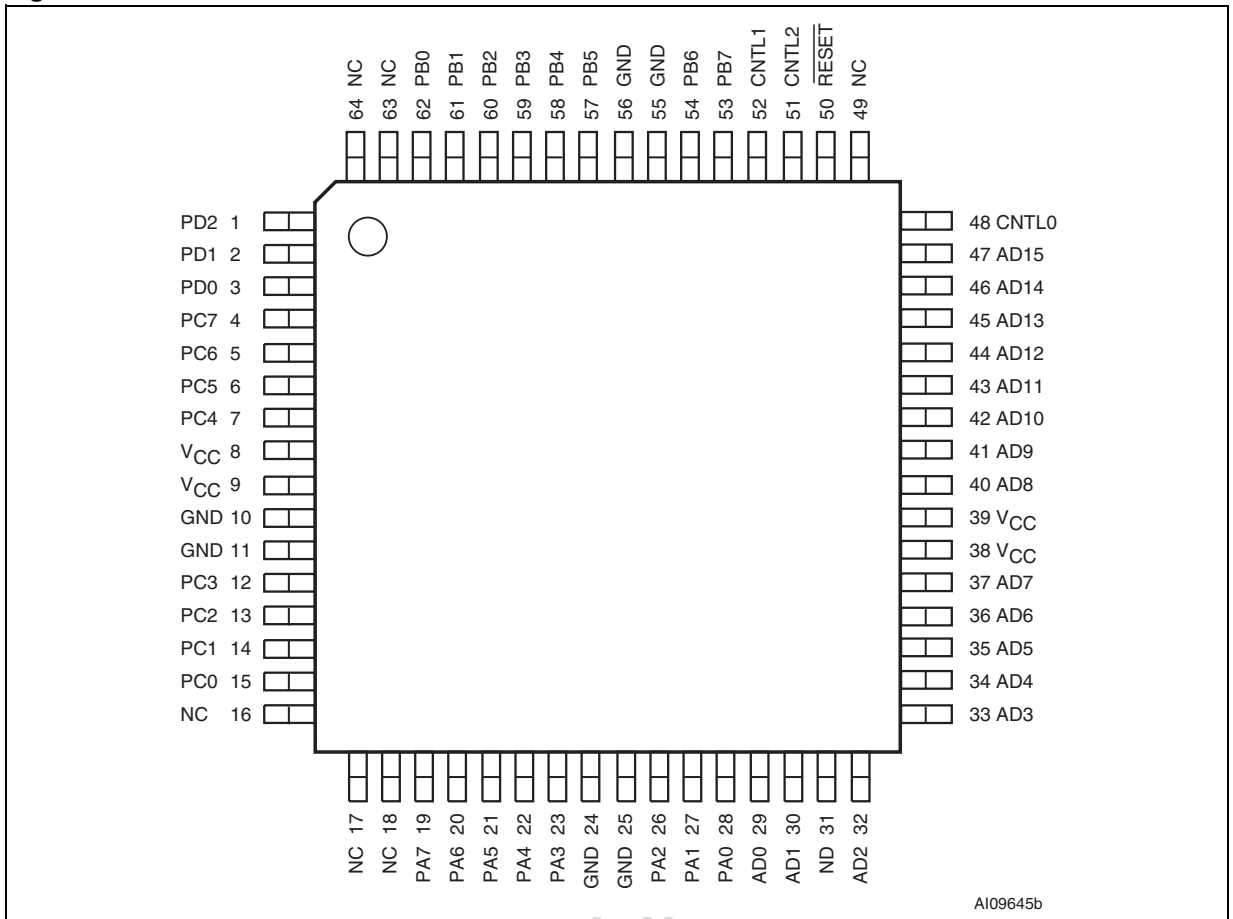 64 NC
63 NC
62 PB0
61 PB1
60 PB2
59 PB3
58 PB4
57 PB5
56 GND
55 GND
54 PB6
53 PB7
52 CNTL1
51 CNTL2
50 RESET
49 NC
PD2 1
PD1 2
PD0 3
PC7 4
PC6 5
PC5 6
PC4 7
VCC 8
VCC 9
GND 10
GND 11
PC3 12
PC2 13
PC1 14
PC0 15
NC 16
48 CNTL0
47 AD15
46 AD14
45 AD13
44 AD12
43 AD11
42 AD10
41 AD9
40 AD8
39 VCC
38 VCC
37 AD7
36 AD6
35 AD5
34 AD4
33 AD3
NC 17
NC 18
PA7 19
PA6 20
PA5 21
PA4 22
PA3 23
GND 24
GND 25
PA2 26
PA1 27
PA0 28
AD0 29
AD1 30
ND 31
AD2 32
AI09645b